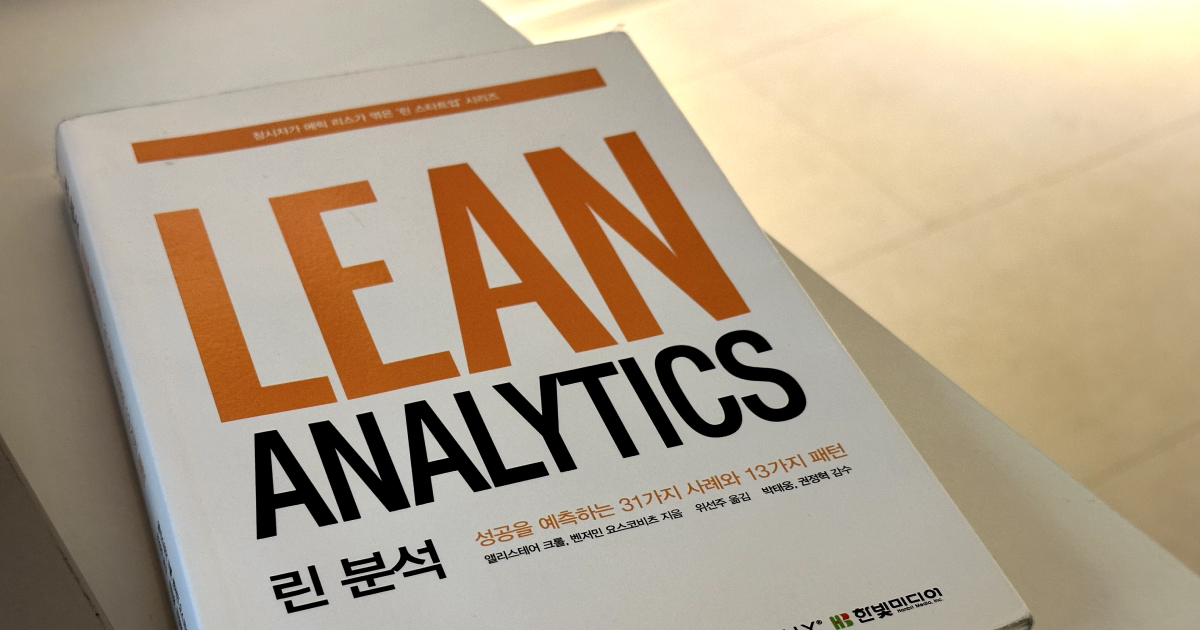 창시자가 에릭 리스가 엮은 '린 스타트업' 시리즈
LEAN
ANALYTICS
린 분석
성공을 예측하는 31가지 사례와 13가지 패턴
앨리스테어 크롤, 벤저민 요스코비츠 지음 위선주 옮김 박태웅, 권정혁 감수
한빛미디어
Hanbit Media, Inc.